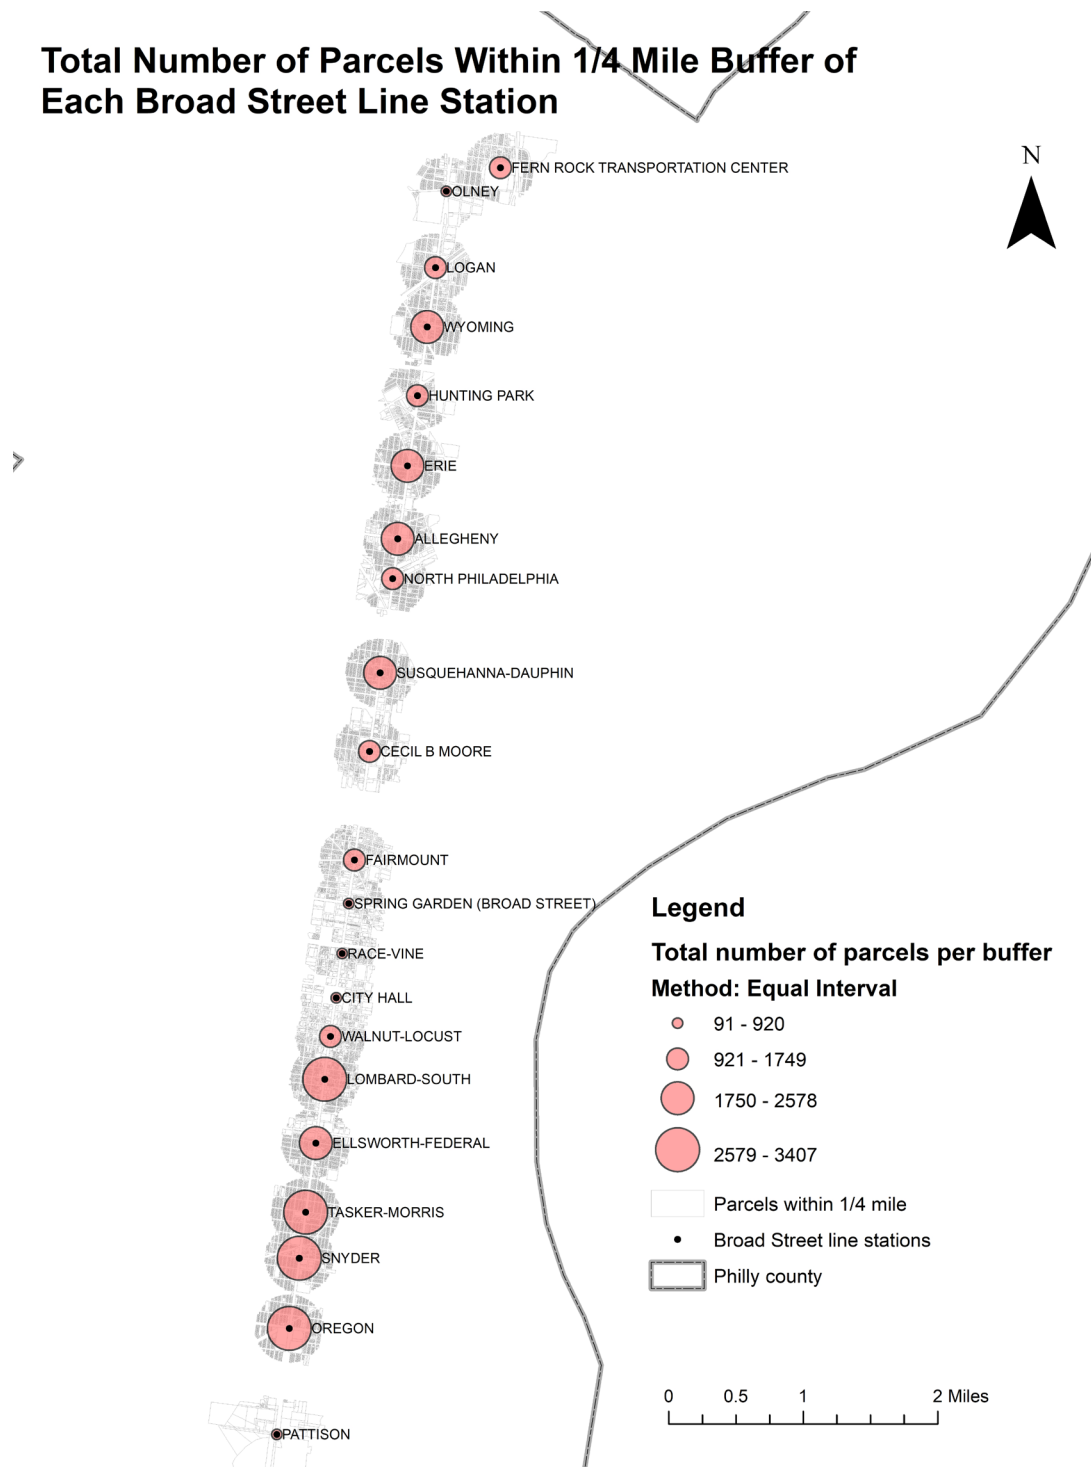 Total Number of Parcels Within 1/4 Mile Buffer of
Each Broad Street Line Station
N
FERN ROCK TRANSPORTATION CENTER
OLNEY
LOGAN
WYOMING
HUNTING PARK
ERIE
ALLEGHENY
NORTH PHILADELPHIA
SUSQUEHANNA-DAUPHIN
CECIL B MOORE
FAIRMOUNT
SPRING GARDEN (BROAD STREET)
RACE-VINE
CITY HALL
WALNUT-LOCUST
LOMBARD-SOUTH
ELLSWORTH-FEDERAL
TASKER-MORRIS
SNYDER
OREGON
PATTISON
Legend
Total number of parcels per buffer
Method: Equal Interval
91 - 920
921 - 1749
1750 - 2578
2579 - 3407
Parcels within 1/4 mile
Broad Street line stations
Philly county
0 0.5 1 2 Miles